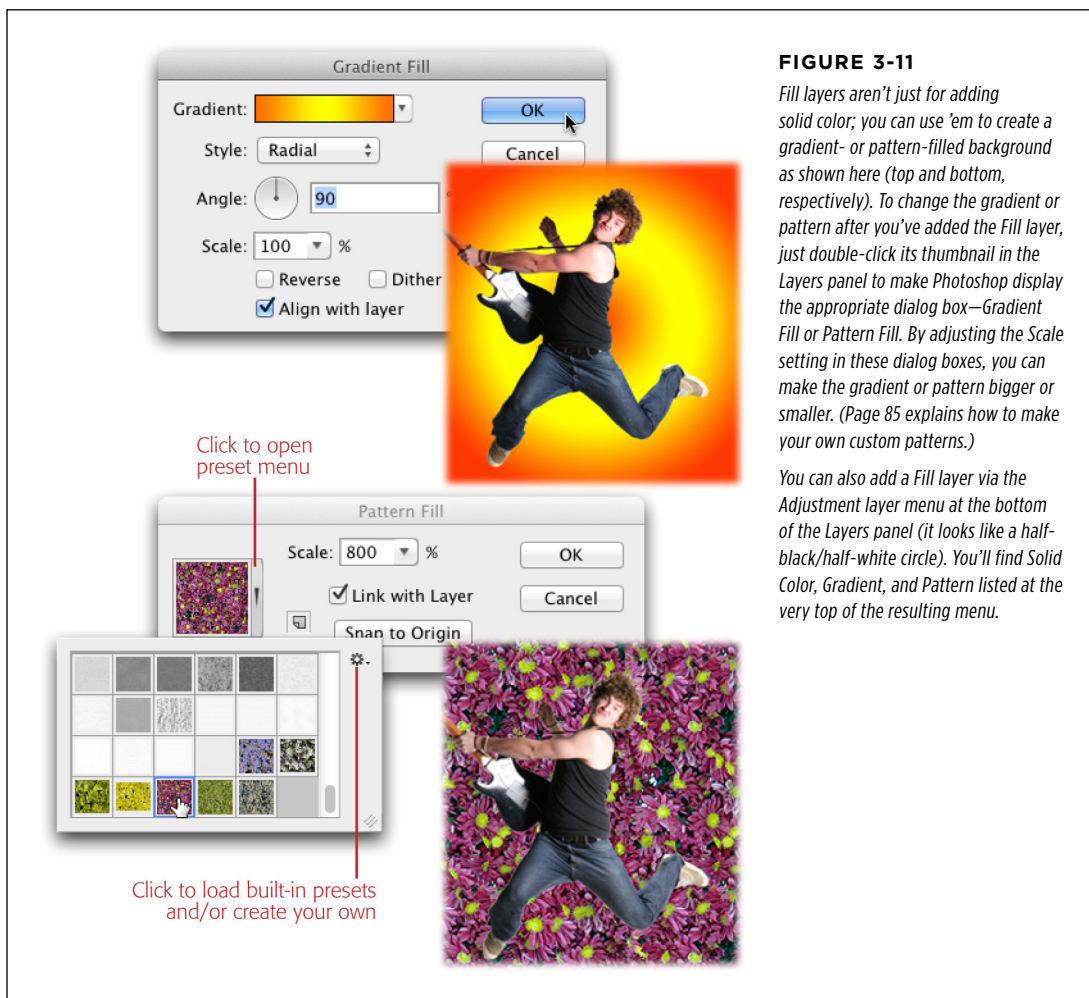 Gradient Fill
Gradient:
OK
Style: Radial
Cancel
Angle: 90 °
Scale: 100 %
Reverse Dither
Align with layer
Click to open
preset menu
Pattern Fill
Scale: 800 %
OK
Link with Layer
Cancel
Snap to Origin
Click to load built-in presets
and/or create your own
FIGURE 3-11
Fill layers aren’t just for adding
solid color; you can use ’em to create a
gradient- or pattern-filled background
as shown here (top and bottom,
respectively). To change the gradient or
pattern after you’ve added the Fill layer,
just double-click its thumbnail in the
Layers panel to make Photoshop display
the appropriate dialog box—Gradient
Fill or Pattern Fill. By adjusting the Scale
setting in these dialog boxes, you can
make the gradient or pattern bigger or
smaller. (Page 85 explains how to make
your own custom patterns.)
You can also add a Fill layer via the
Adjustment layer menu at the bottom
of the Layers panel (it looks like a half-
black/half-white circle). You’ll find Solid
Color, Gradient, and Pattern listed at the
very top of the resulting menu.